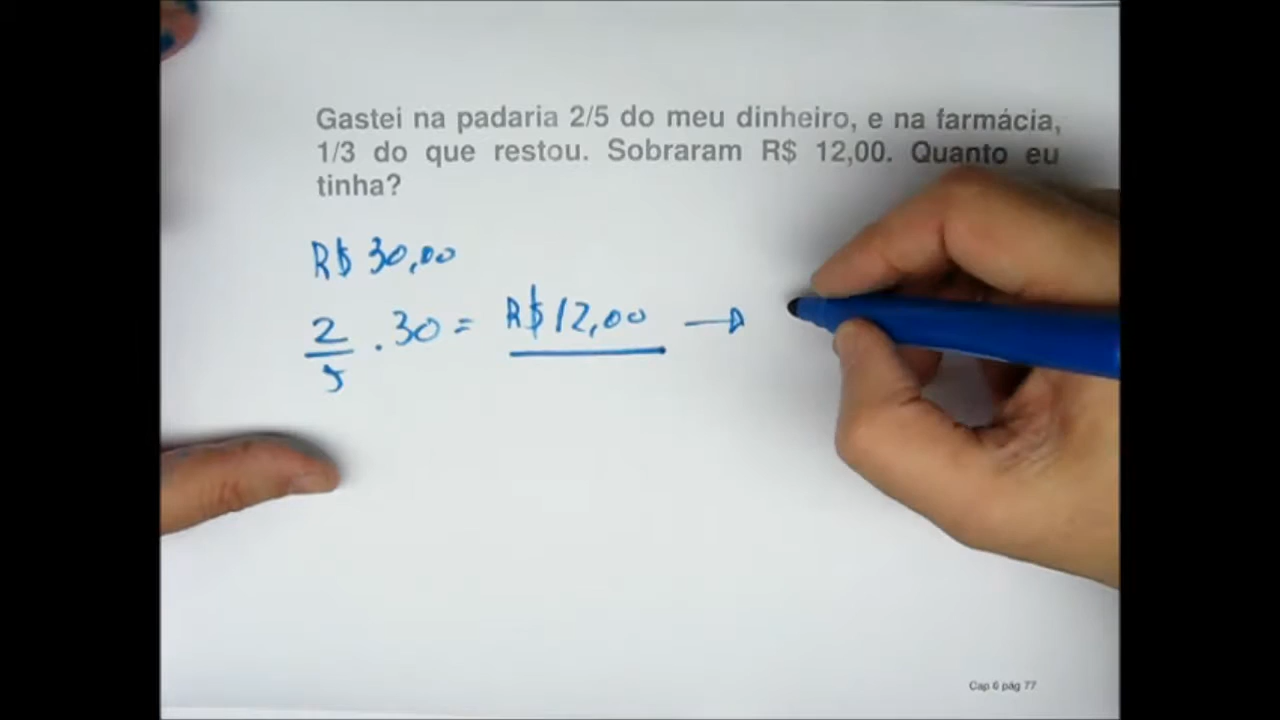 Gastei na padaria 2/5 do meu dinheiro, e na farmácia,
1/3 do que restou. Sobraram R$ 12,00. Quanto eu
tinha?
R$ 30,00
2/5 . 30 = R$ 12,00 →
Cap 6 pág 77